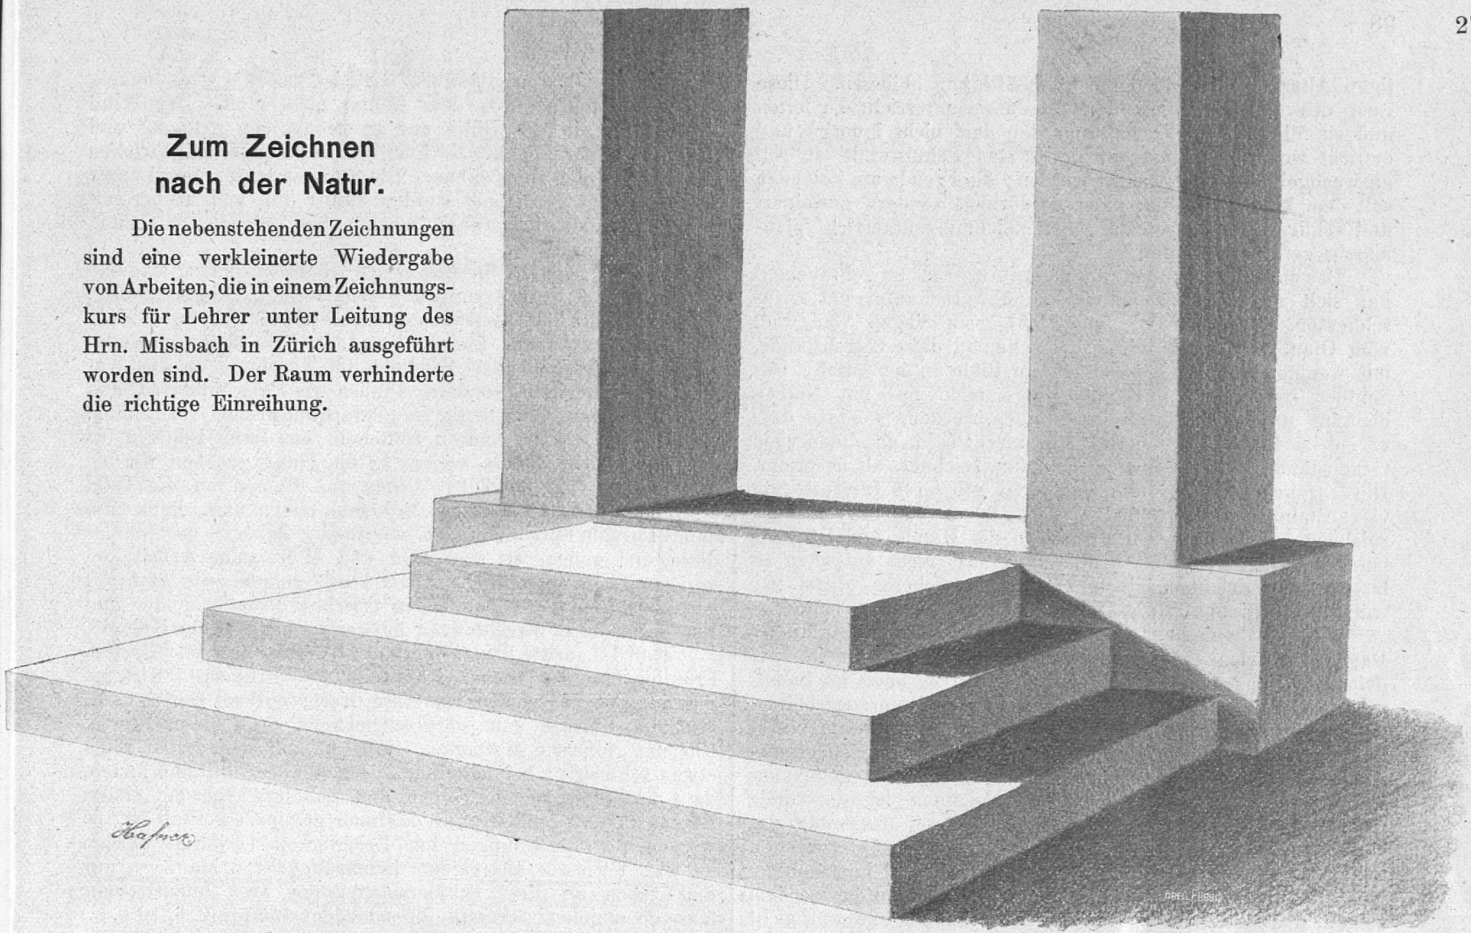 2
Zum Zeichnen
nach der Natur.
Die nebenstehenden Zeichnungen
sind eine verkleinerte Wiedergabe
von Arbeiten, die in einem Zeichnungs-
kurs für Lehrer unter Leitung des
Hrn. Missbach in Zürich ausgeführt
worden sind. Der Raum verhinderte
die richtige Einreihung.
Hafner